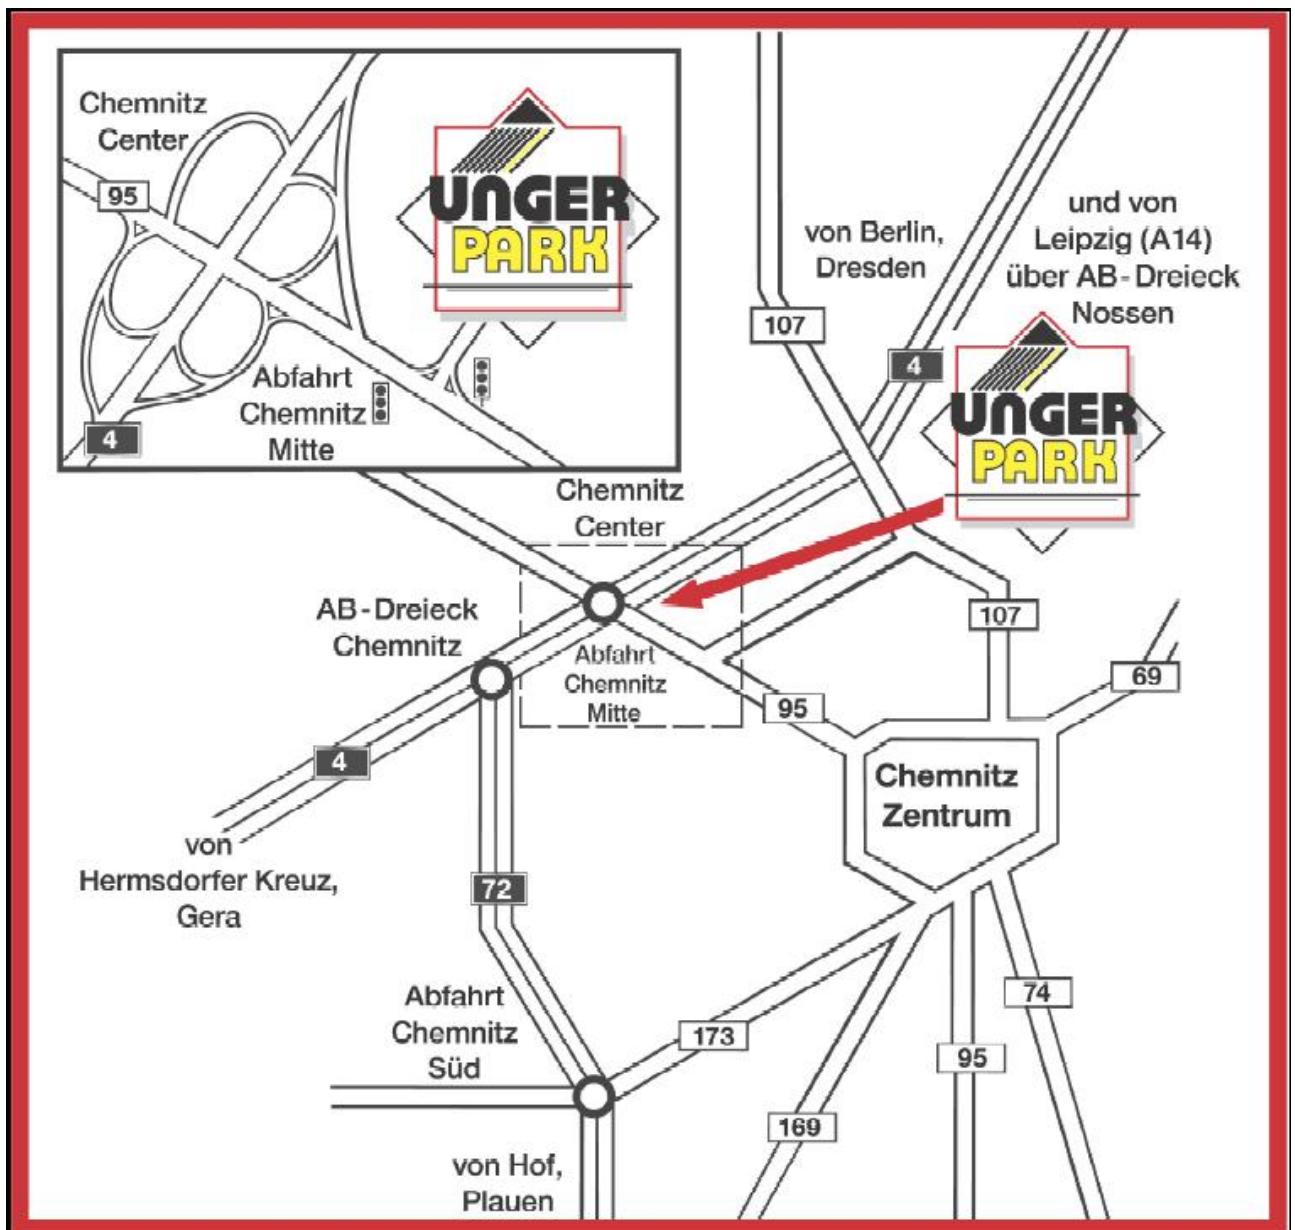 Chemnitz
Center
95
UNGER
PARK
Abfahrt
Chemnitz
Mitte
4
von Berlin,
Dresden
und von
Leipzig (A14)
über AB-Dreieck
Nossen
107
4
UNGER
PARK
Chemnitz
Center
AB-Dreieck
Chemnitz
Abfahrt
Chemnitz
Mitte
107
69
95
4
Chemnitz
Zentrum
von
Hermsdorfer Kreuz,
Gera
72
Abfahrt
Chemnitz
Süd
173
74
95
169
von Hof,
Plauen